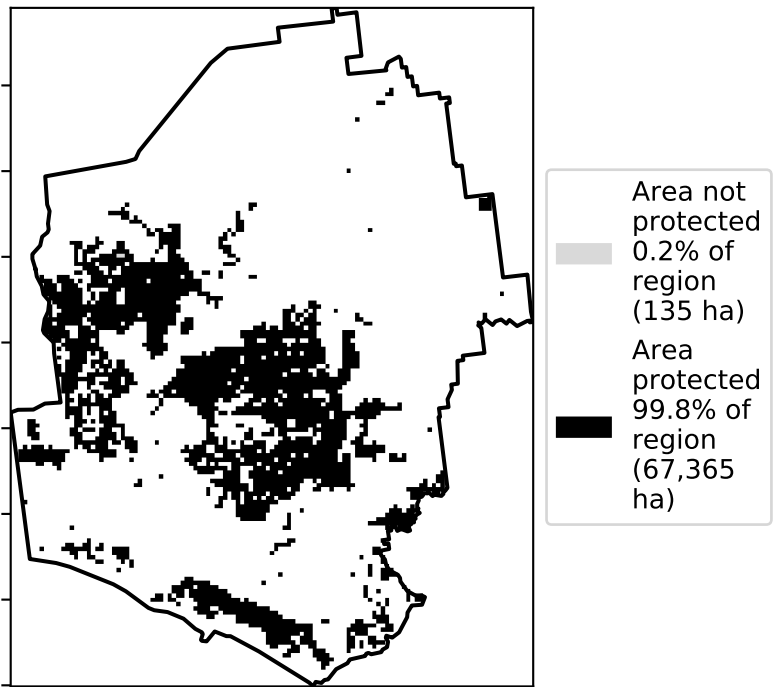 Area not
protected
0.2% of
region
(135 ha)
Area
protected
99.8% of
region
(67,365
ha)